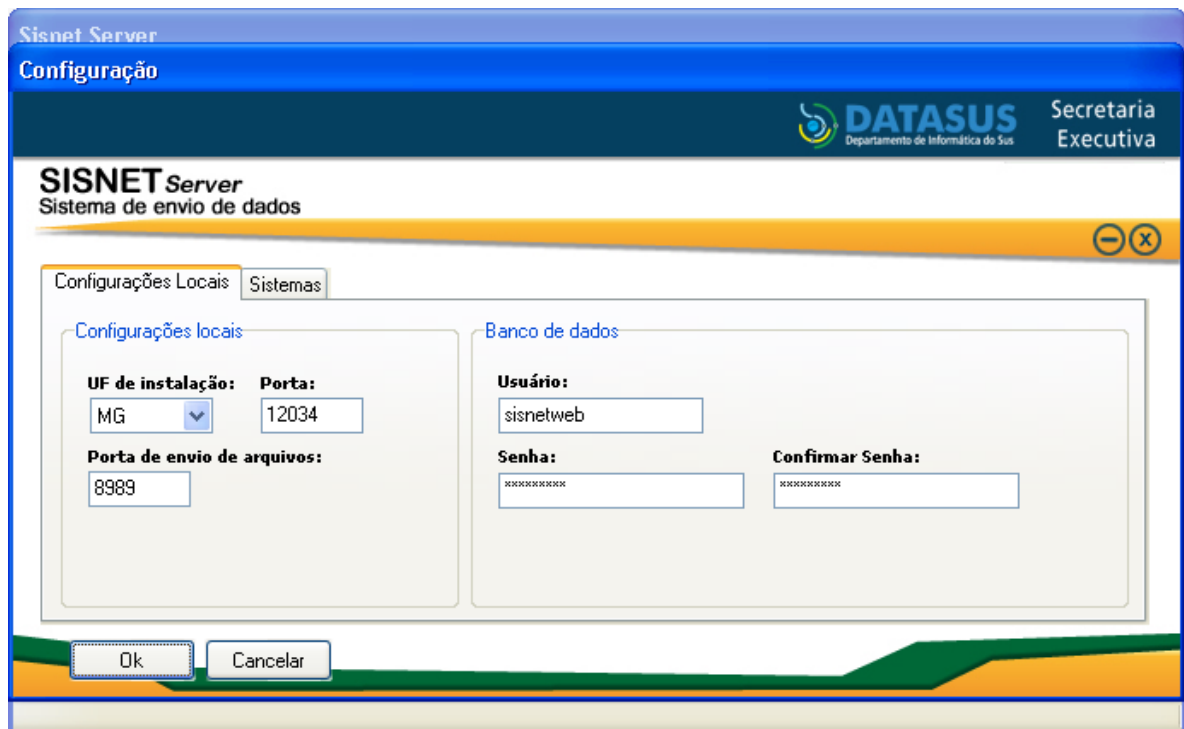 Sisnet Server
Configuração
DATASUS
Departamento de Informática do Sus
Secretaria
Executiva
SISNET Server
Sistema de envio de dados
Configurações Locais
Sistemas
Configurações locais
UF de instalação:
Porta:
MG
12034
Porta de envio de arquivos:
8989
Banco de dados
Usuário:
sisnetweb
Senha:
Confirmar Senha:
*********
*********
Ok
Cancelar